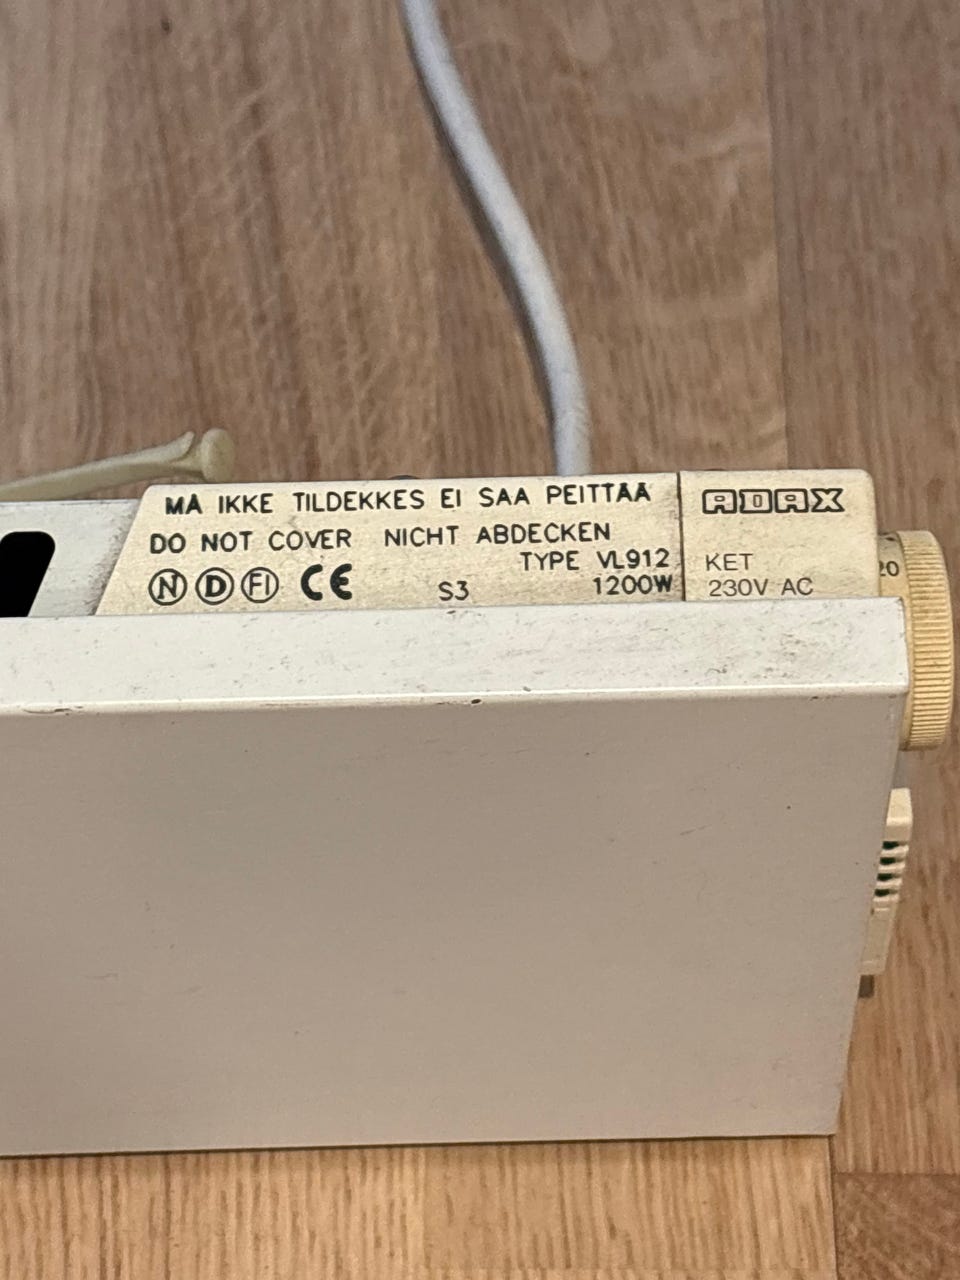 MA IKKE TILDEKKES EI SAA PEITTÄÄ
DO NOT COVER NICHT ABDECKEN
TYPE VL912
N D FI CE S3 1200W
ADAX
KET
230V AC
20